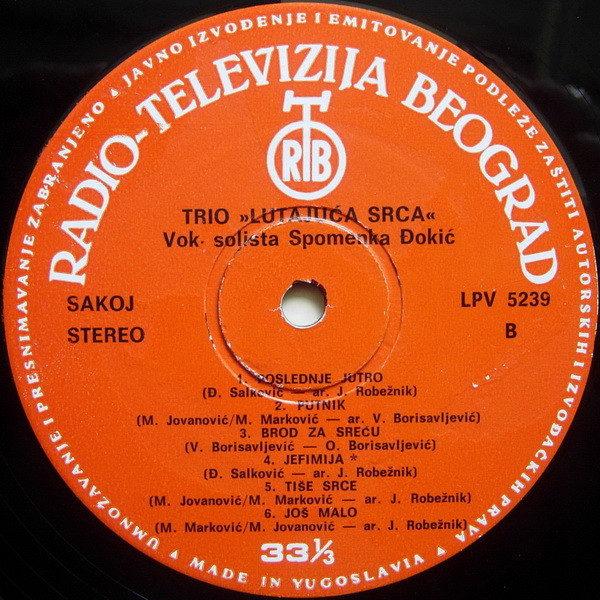 UMNOŽAVANJE I PRESNIMAVANJE ZABRANJENO ▲ JAVNO IZVOĐENJE I EMITOVANJE PODLEŽE ZAŠTITI AUTORSKIH I IZVOĐAČKIH PRAVA ▲
RADIO-TELEVIZIJA BEOGRAD
RTB
TRIO »LUTAJUĆA SRCA«
Vok. solista Spomenka Đokić
SAKOJ
STEREO
LPV 5239
B
1. POSLEDNJE JUTRO
(Đ. Salković — ar. J. Robežnik)
2. PUTNIK
(M. Jovanović/M. Marković — ar. V. Borisavljević)
3. BROD ZA SREĆU
(V. Borisavljević — O. Borisavljević)
4. JEFIMIJA *
(Đ. Salković — ar. J. Robežnik)
5. TIŠE SRCE
(M. Jovanović/M. Marković — ar. J. Robežnik)
6. JOŠ MALO
(M. Marković/M. Jovanović — ar. J. Robežnik)
33⅓
▲ MADE IN YUGOSLAVIA ▲